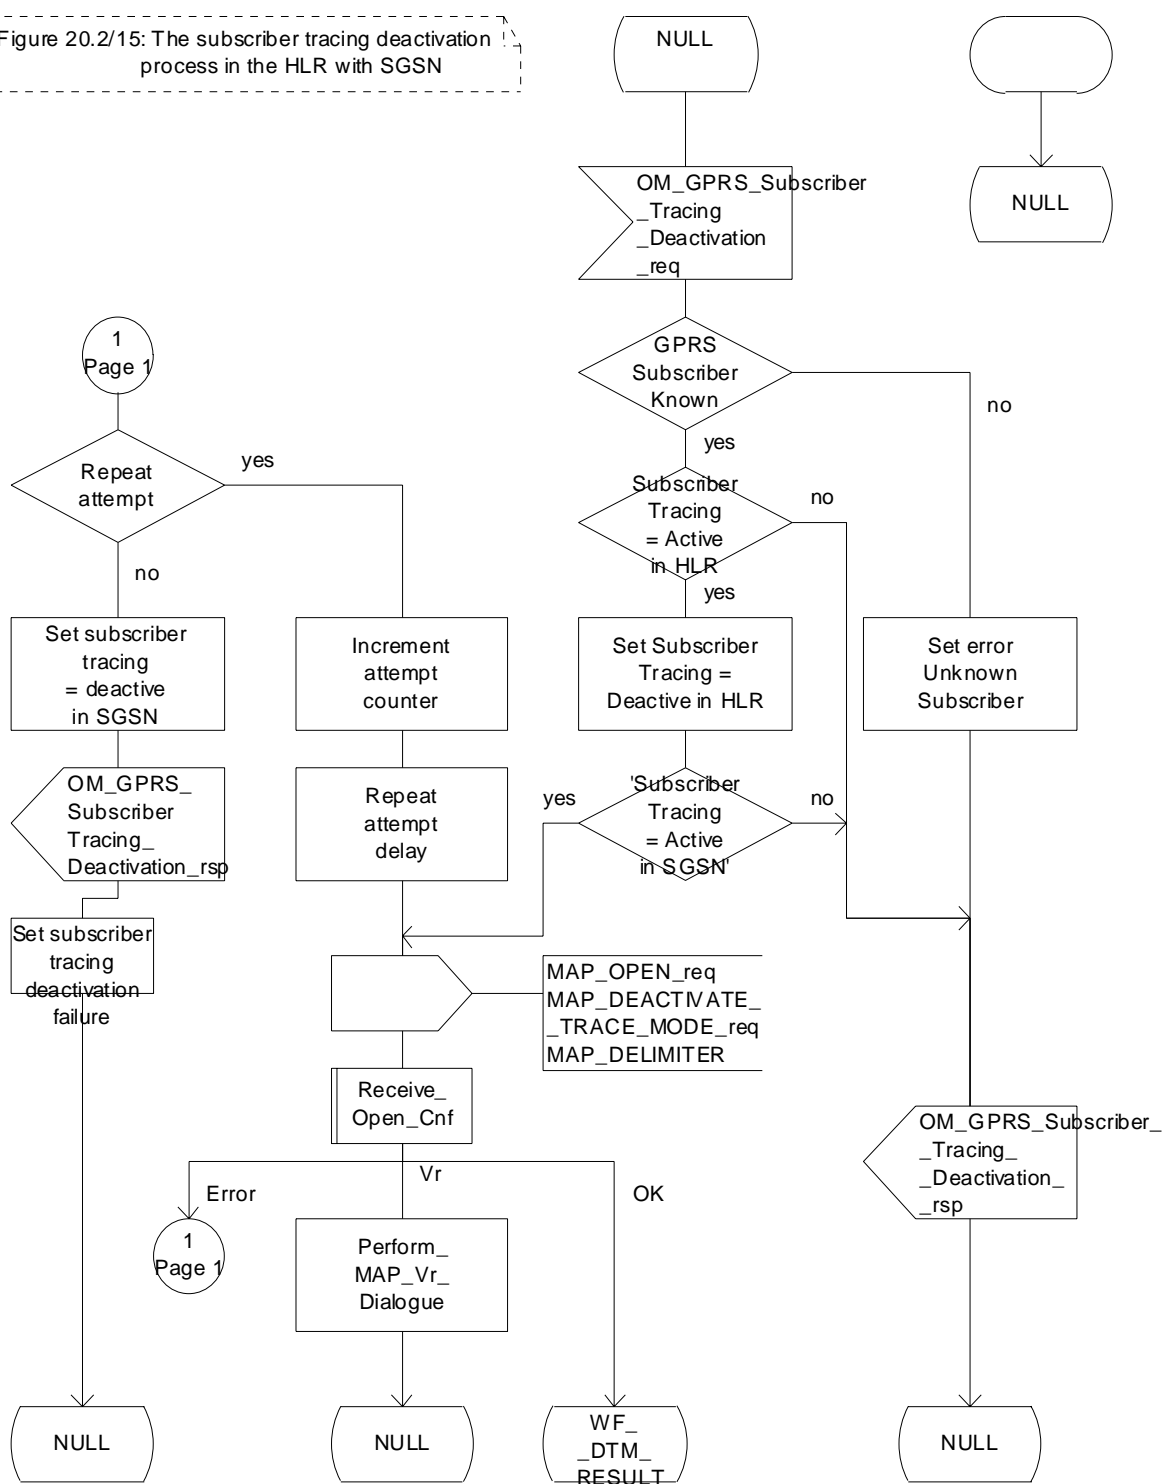 Figure 20.2/15: The subscriber tracing deactivation
process in the HLR with SGSN
NULL
NULL
OM_GPRS_Subscriber
_Tracing
_Deactivation
_req
1
Page 1
GPRS
Subscriber
Known
no
yes
Repeat
attempt
yes
no
Subscriber
Tracing
= Active
in HLR
no
yes
Set subscriber
tracing
= deactive
in SGSN
Increment
attempt
counter
Set Subscriber
Tracing =
Deactive in HLR
Set error
Unknown
Subscriber
OM_GPRS_
Subscriber
Tracing_
Deactivation_rsp
Repeat
attempt
delay
yes
'Subscriber
Tracing
= Active
in SGSN'
no
Set subscriber
tracing
deactivation
failure
MAP_OPEN_req
MAP_DEACTIVATE_
_TRACE_MODE_req
MAP_DELIMITER
Receive_
Open_Cnf
OM_GPRS_Subscriber_
_Tracing_
_Deactivation_
_rsp
Error
Vr
OK
1
Page 1
Perform_
MAP_Vr_
Dialogue
NULL
NULL
WF_
_DTM_
RESULT
NULL